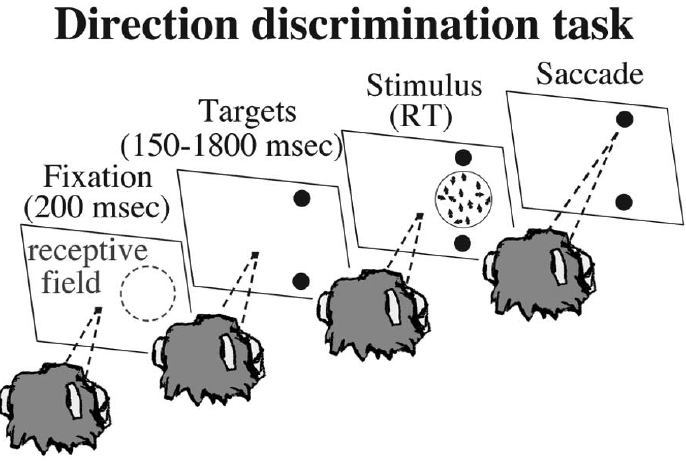 Direction discrimination task
Fixation
(200 msec)
receptive
field
Targets
(150-1800 msec)
Stimulus
(RT)
Saccade